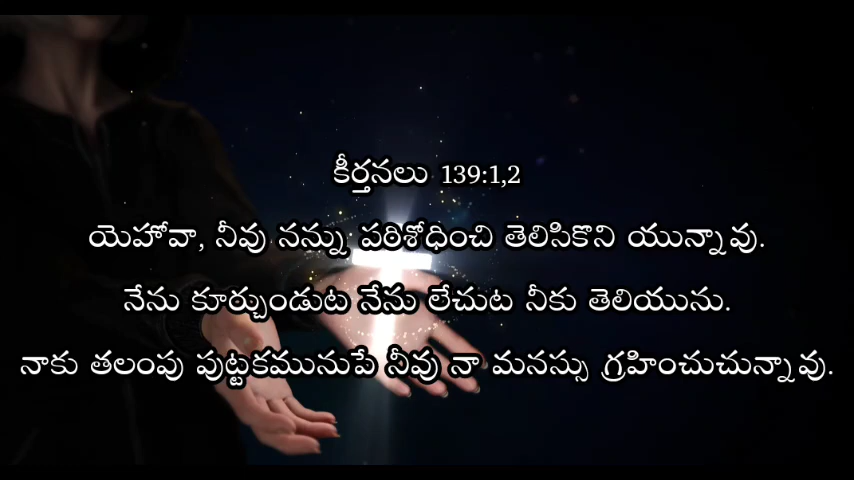 కీర్తనలు 139:1,2
యెహోవా, నీవు నన్ను పరిశోధించి తెలిసికొని యున్నావు.
నేను కూర్చుండుట నేను లేచుట నీకు తెలియును.
నాకు తలంపు పుట్టకమునుపే నీవు నా మనస్సు గ్రహించుచున్నావు.